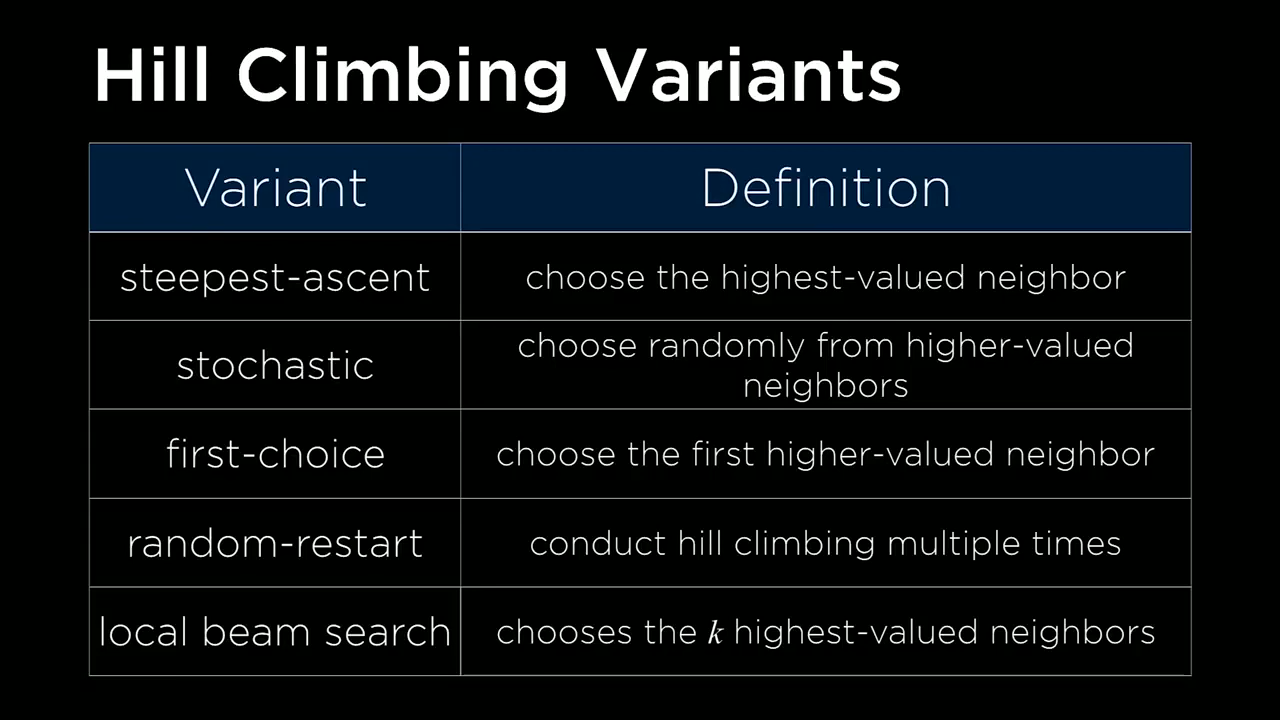 Hill Climbing Variants
Variant
Definition
steepest-ascent
choose the highest-valued neighbor
stochastic
choose randomly from higher-valued
neighbors
first-choice
choose the first higher-valued neighbor
random-restart
conduct hill climbing multiple times
local beam search
chooses the k highest-valued neighbors